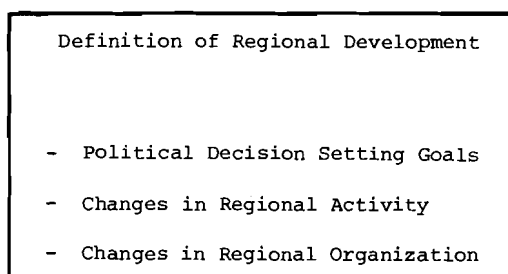 Definition of Regional Development
- Political Decision Setting Goals
- Changes in Regional Activity
- Changes in Regional Organization